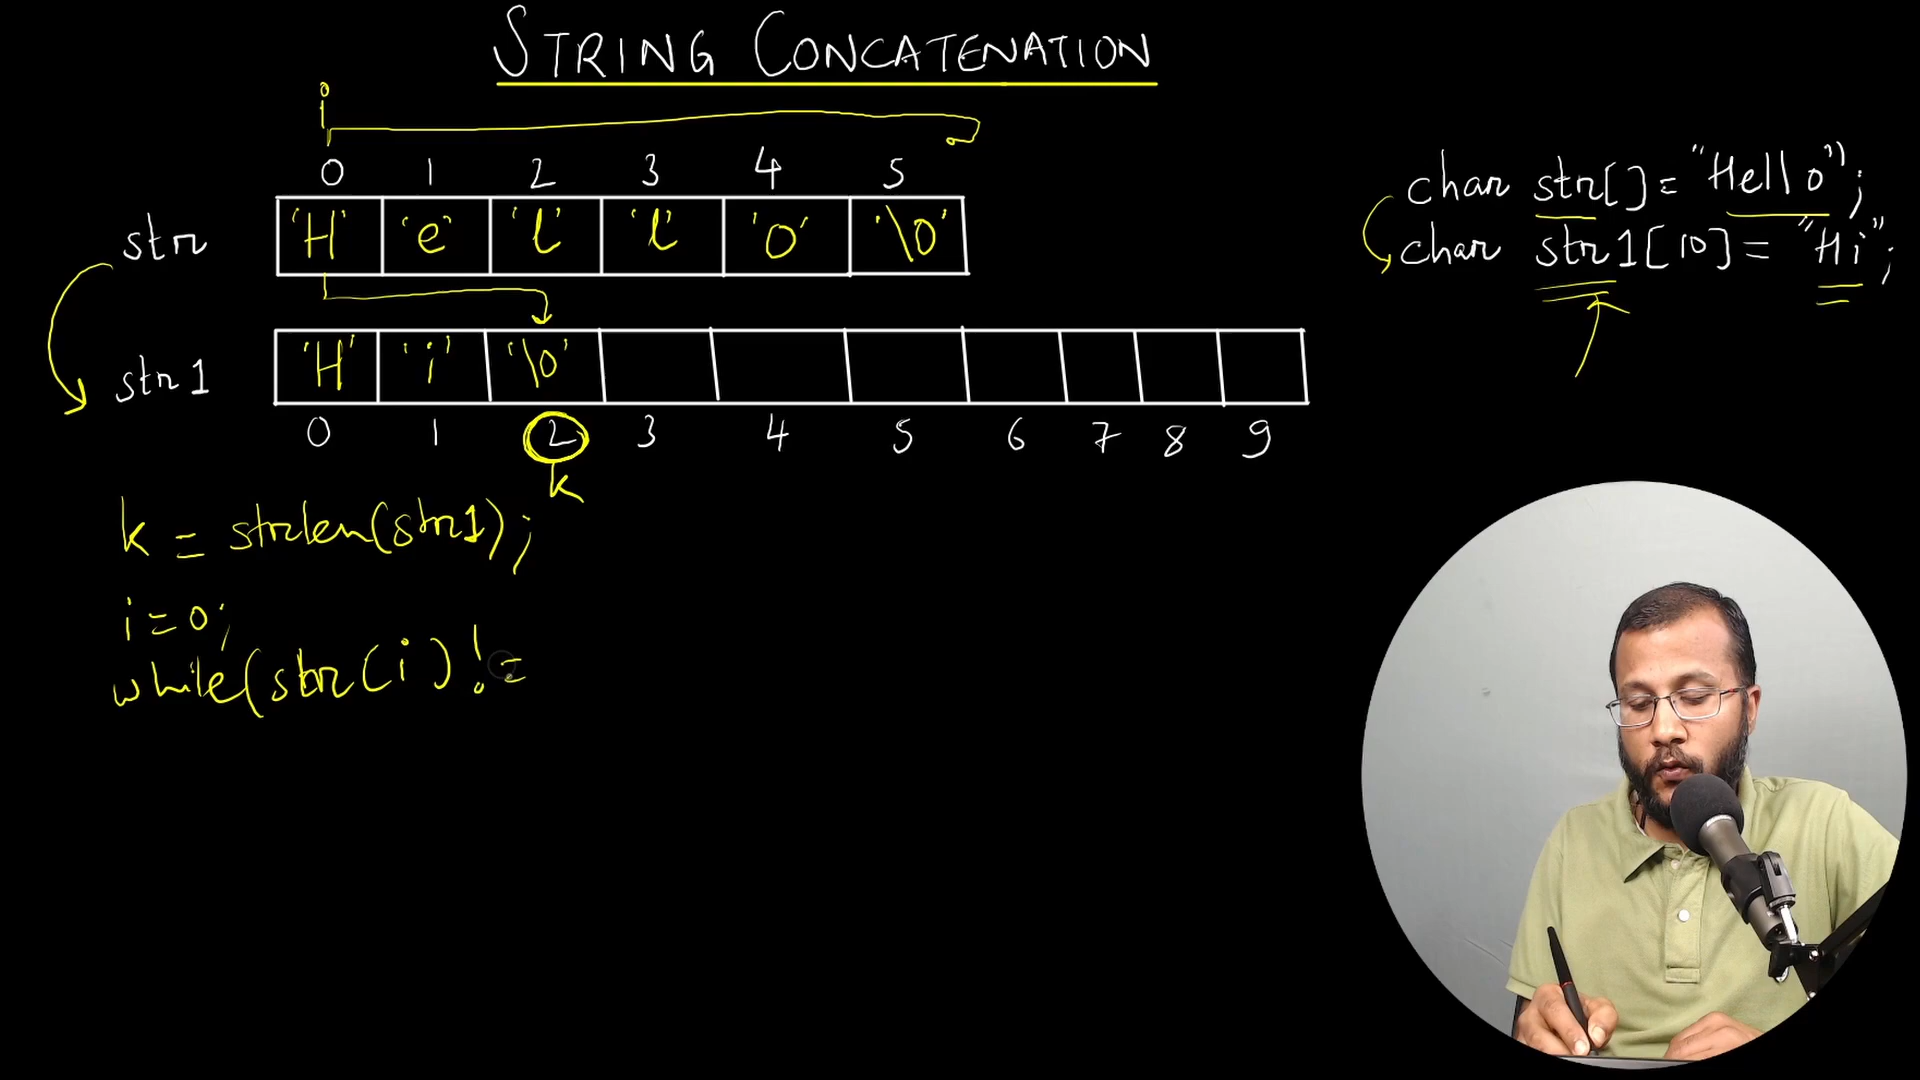 STRING CONCATENATION
i
0 1 2 3 4 5
str 'H' 'e' 'l' 'l' 'o' '\0'
char str[] = "Hello";
char str1[10] = "Hi";
str1 'H' 'i' '\0'
0 1 2 3 4 5 6 7 8 9
k
k = strlen(str1);
i=0;
while(str(i) !=